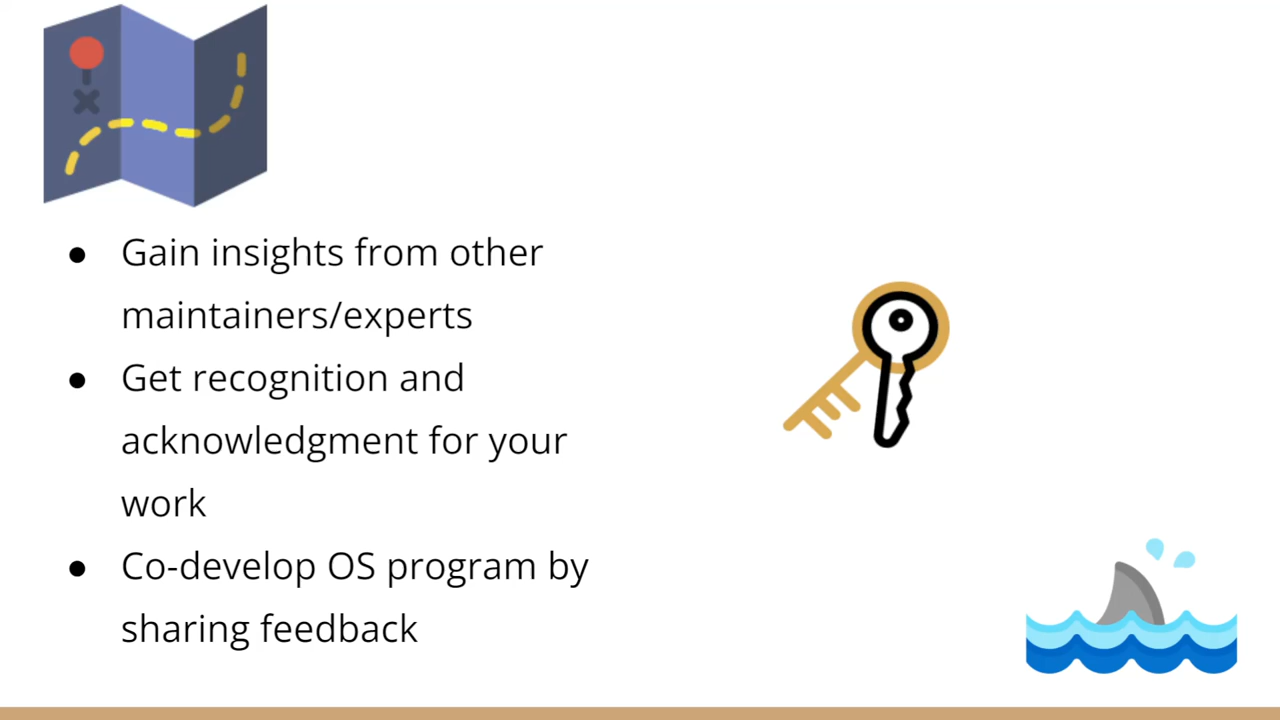 ● Gain insights from other
maintainers/experts
● Get recognition and
acknowledgment for your
work
● Co-develop OS program by
sharing feedback